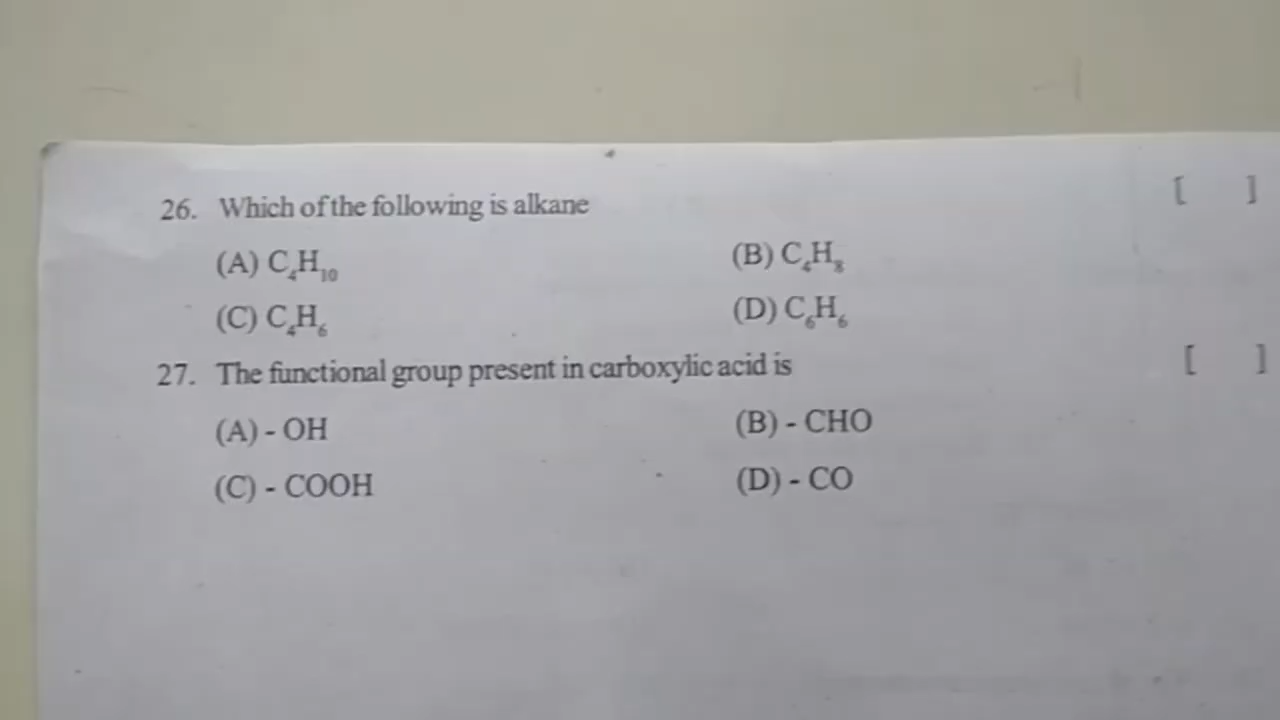 26. Which of the following is alkane [ ]
(A) C₄H₁₀ (B) C₄H₈
(C) C₄H₆ (D) C₆H₆
27. The functional group present in carboxylic acid is [ ]
(A) - OH (B) - CHO
(C) - COOH (D) - CO